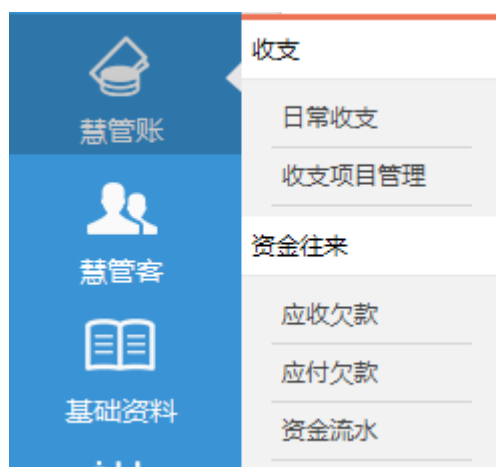 慧管账
慧管客
基础资料
收支
日常收支
收支项目管理
资金往来
应收欠款
应付欠款
资金流水